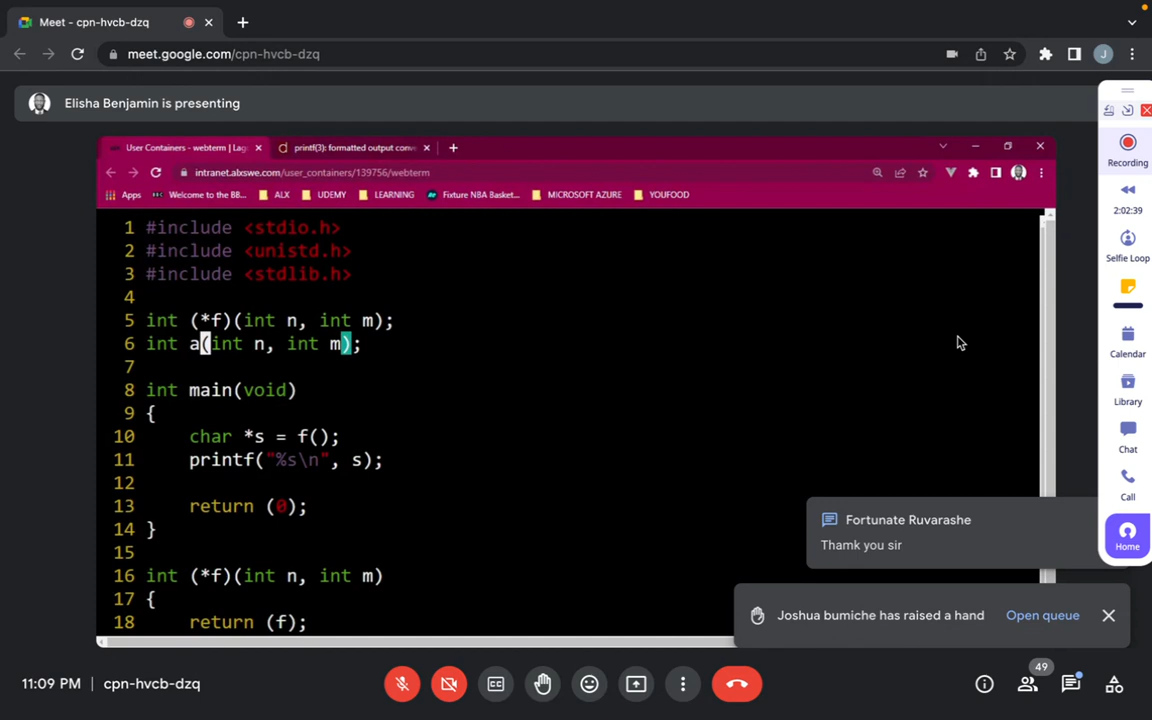 Meet - cpn-hvcb-dzq
meet.google.com/cpn-hvcb-dzq
J
Elisha Benjamin is presenting
User Containers - webterm | Lag
printf(3): formatted output conv
intranet.alxswe.com/user_containers/139756/webterm
Apps
Welcome to the BB...
ALX
UDEMY
LEARNING
Fixture NBA Basket...
MICROSOFT AZURE
YOUFOOD
1 #include <stdio.h>
2 #include <unistd.h>
3 #include <stdlib.h>
4
5 int (*f)(int n, int m);
6 int a(int n, int m);
7
8 int main(void)
9 {
10 char *s = f();
11 printf("%s\n", s);
12
13 return (0);
14 }
15
16 int (*f)(int n, int m)
17 {
18 return (f);
Fortunate Ruvarashe
Thamk you sir
Joshua bumiche has raised a hand
Open queue
Recording
2:02:39
Selfie Loop
Calendar
Library
Chat
Call
Home
11:09 PM | cpn-hvcb-dzq
49